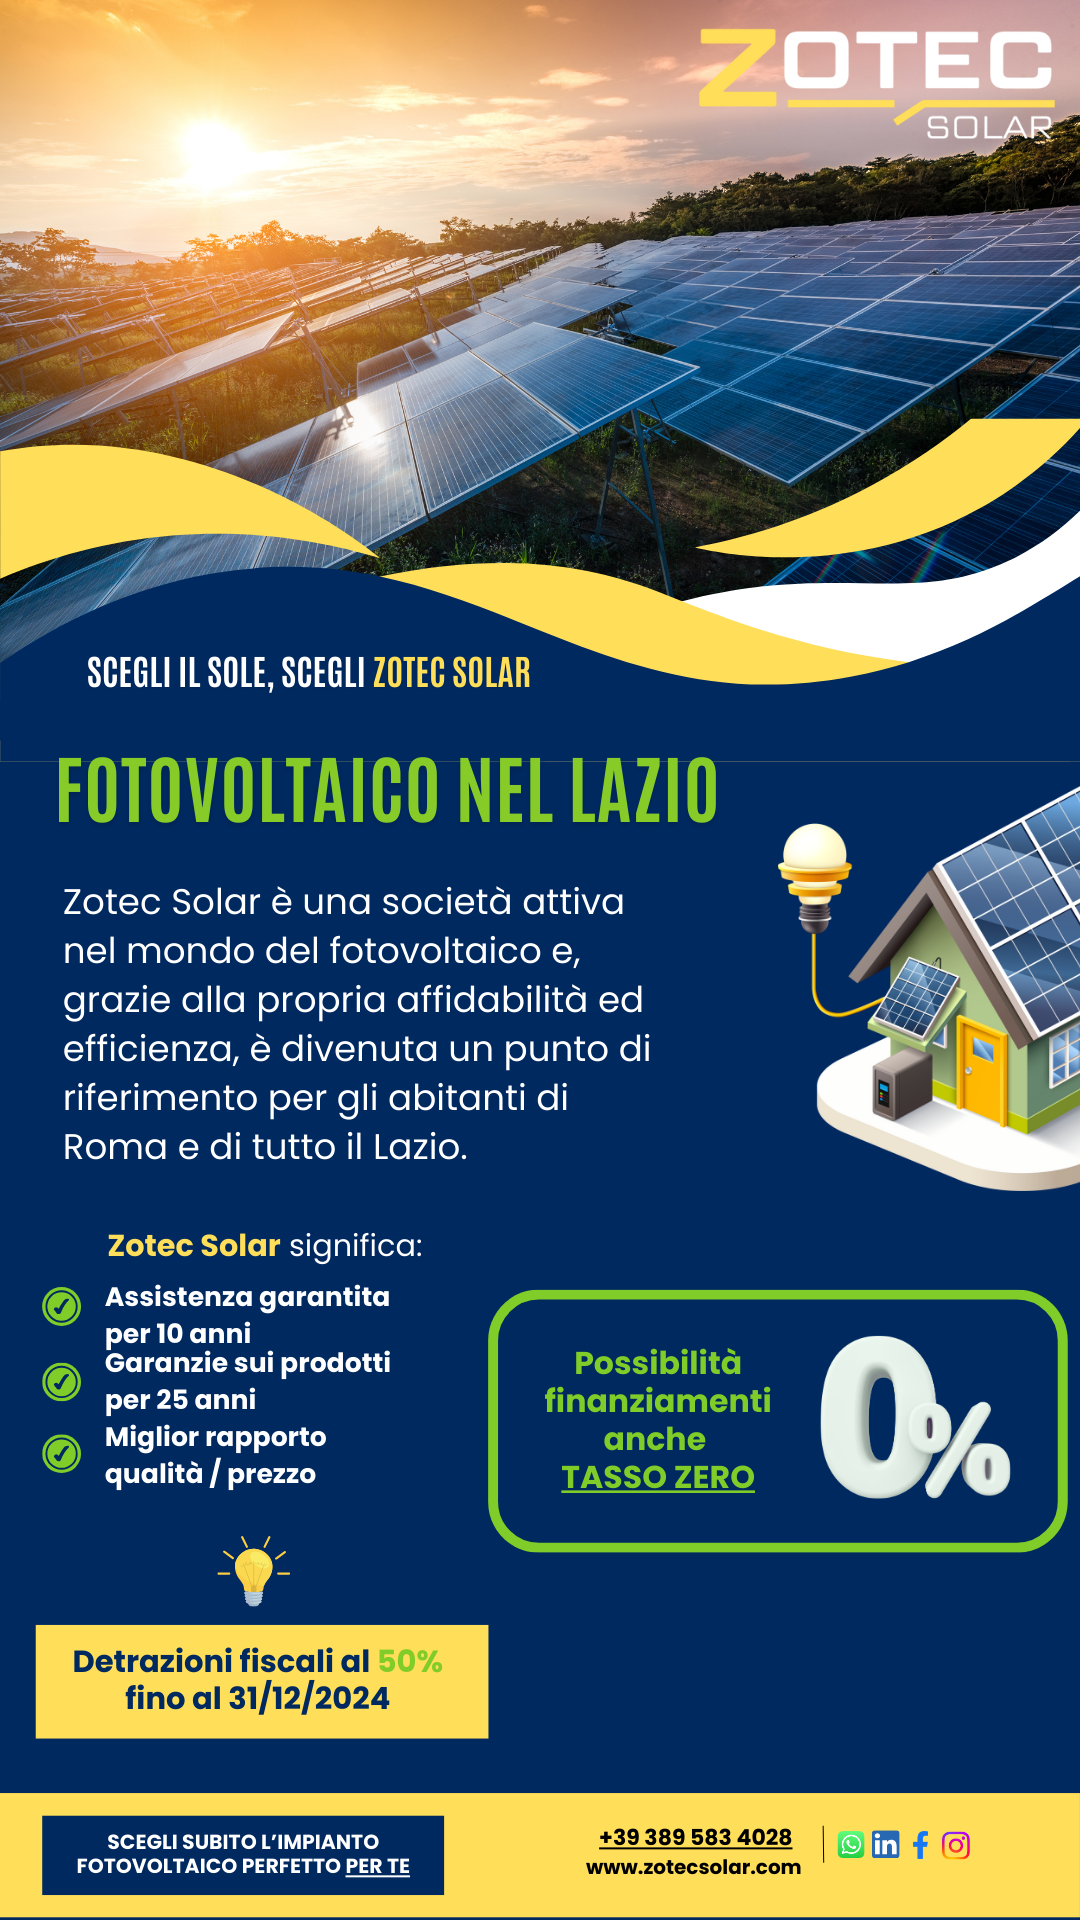 ZOTEC
SOLAR
SCEGLI IL SOLE, SCEGLI ZOTEC SOLAR
FOTOVOLTAICO NEL LAZIO
Zotec Solar è una società attiva
nel mondo del fotovoltaico e,
grazie alla propria affidabilità ed
efficienza, è divenuta un punto di
riferimento per gli abitanti di
Roma e di tutto il Lazio.
Zotec Solar significa:
Assistenza garantita
per 10 anni
Garanzie sui prodotti
per 25 anni
Miglior rapporto
qualità / prezzo
Possibilità
finanziamenti
anche
TASSO ZERO
0%
Detrazioni fiscali al 50%
fino al 31/12/2024
SCEGLI SUBITO L'IMPIANTO
FOTOVOLTAICO PERFETTO PER TE
+39 389 583 4028
www.zotecsolar.com